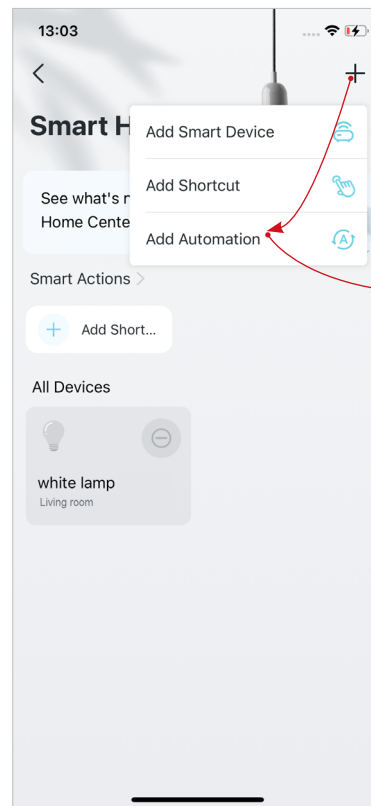 13:03
Smart H
Add Smart Device
Add Shortcut
Add Automation
See what's n
Home Cente
Smart Actions >
Add Short...
All Devices
white lamp
Living room